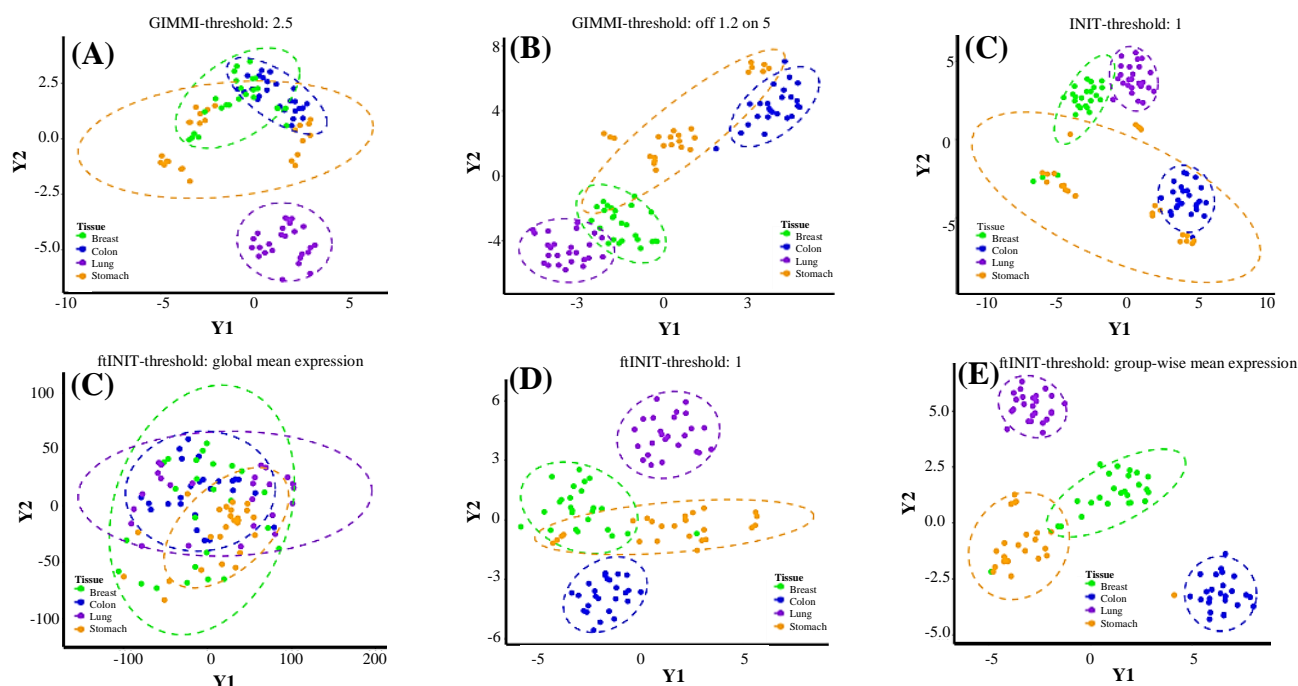 GIMMI-threshold: 2.5
(A)
2.5
0.0
-2.5
-5.0
Y2
Tissue
Breast
Colon
Lung
Stomach
-10
-5
0
5
Y1
GIMMI-threshold: off 1.2 on 5
(B)
8
4
0
-4
Y2
Tissue
Breast
Colon
Lung
Stomach
-3
0
3
Y1
INIT-threshold: 1
(C)
5
0
-5
Y2
Tissue
Breast
Colon
Lung
Stomach
-10
-5
0
5
10
Y1
ftINIT-threshold: global mean expression
(C)
100
50
0
-50
-100
Y2
Tissue
Breast
Colon
Lung
Stomach
-100
0
100
200
Y1
ftINIT-threshold: 1
(D)
6
3
0
-3
-6
Y2
Tissue
Breast
Colon
Lung
Stomach
-5
0
5
Y1
ftINIT-threshold: group-wise mean expression
(E)
5.0
2.5
0.0
-2.5
-5.0
Y2
Tissue
Breast
Colon
Lung
Stomach
-5
0
5
Y1